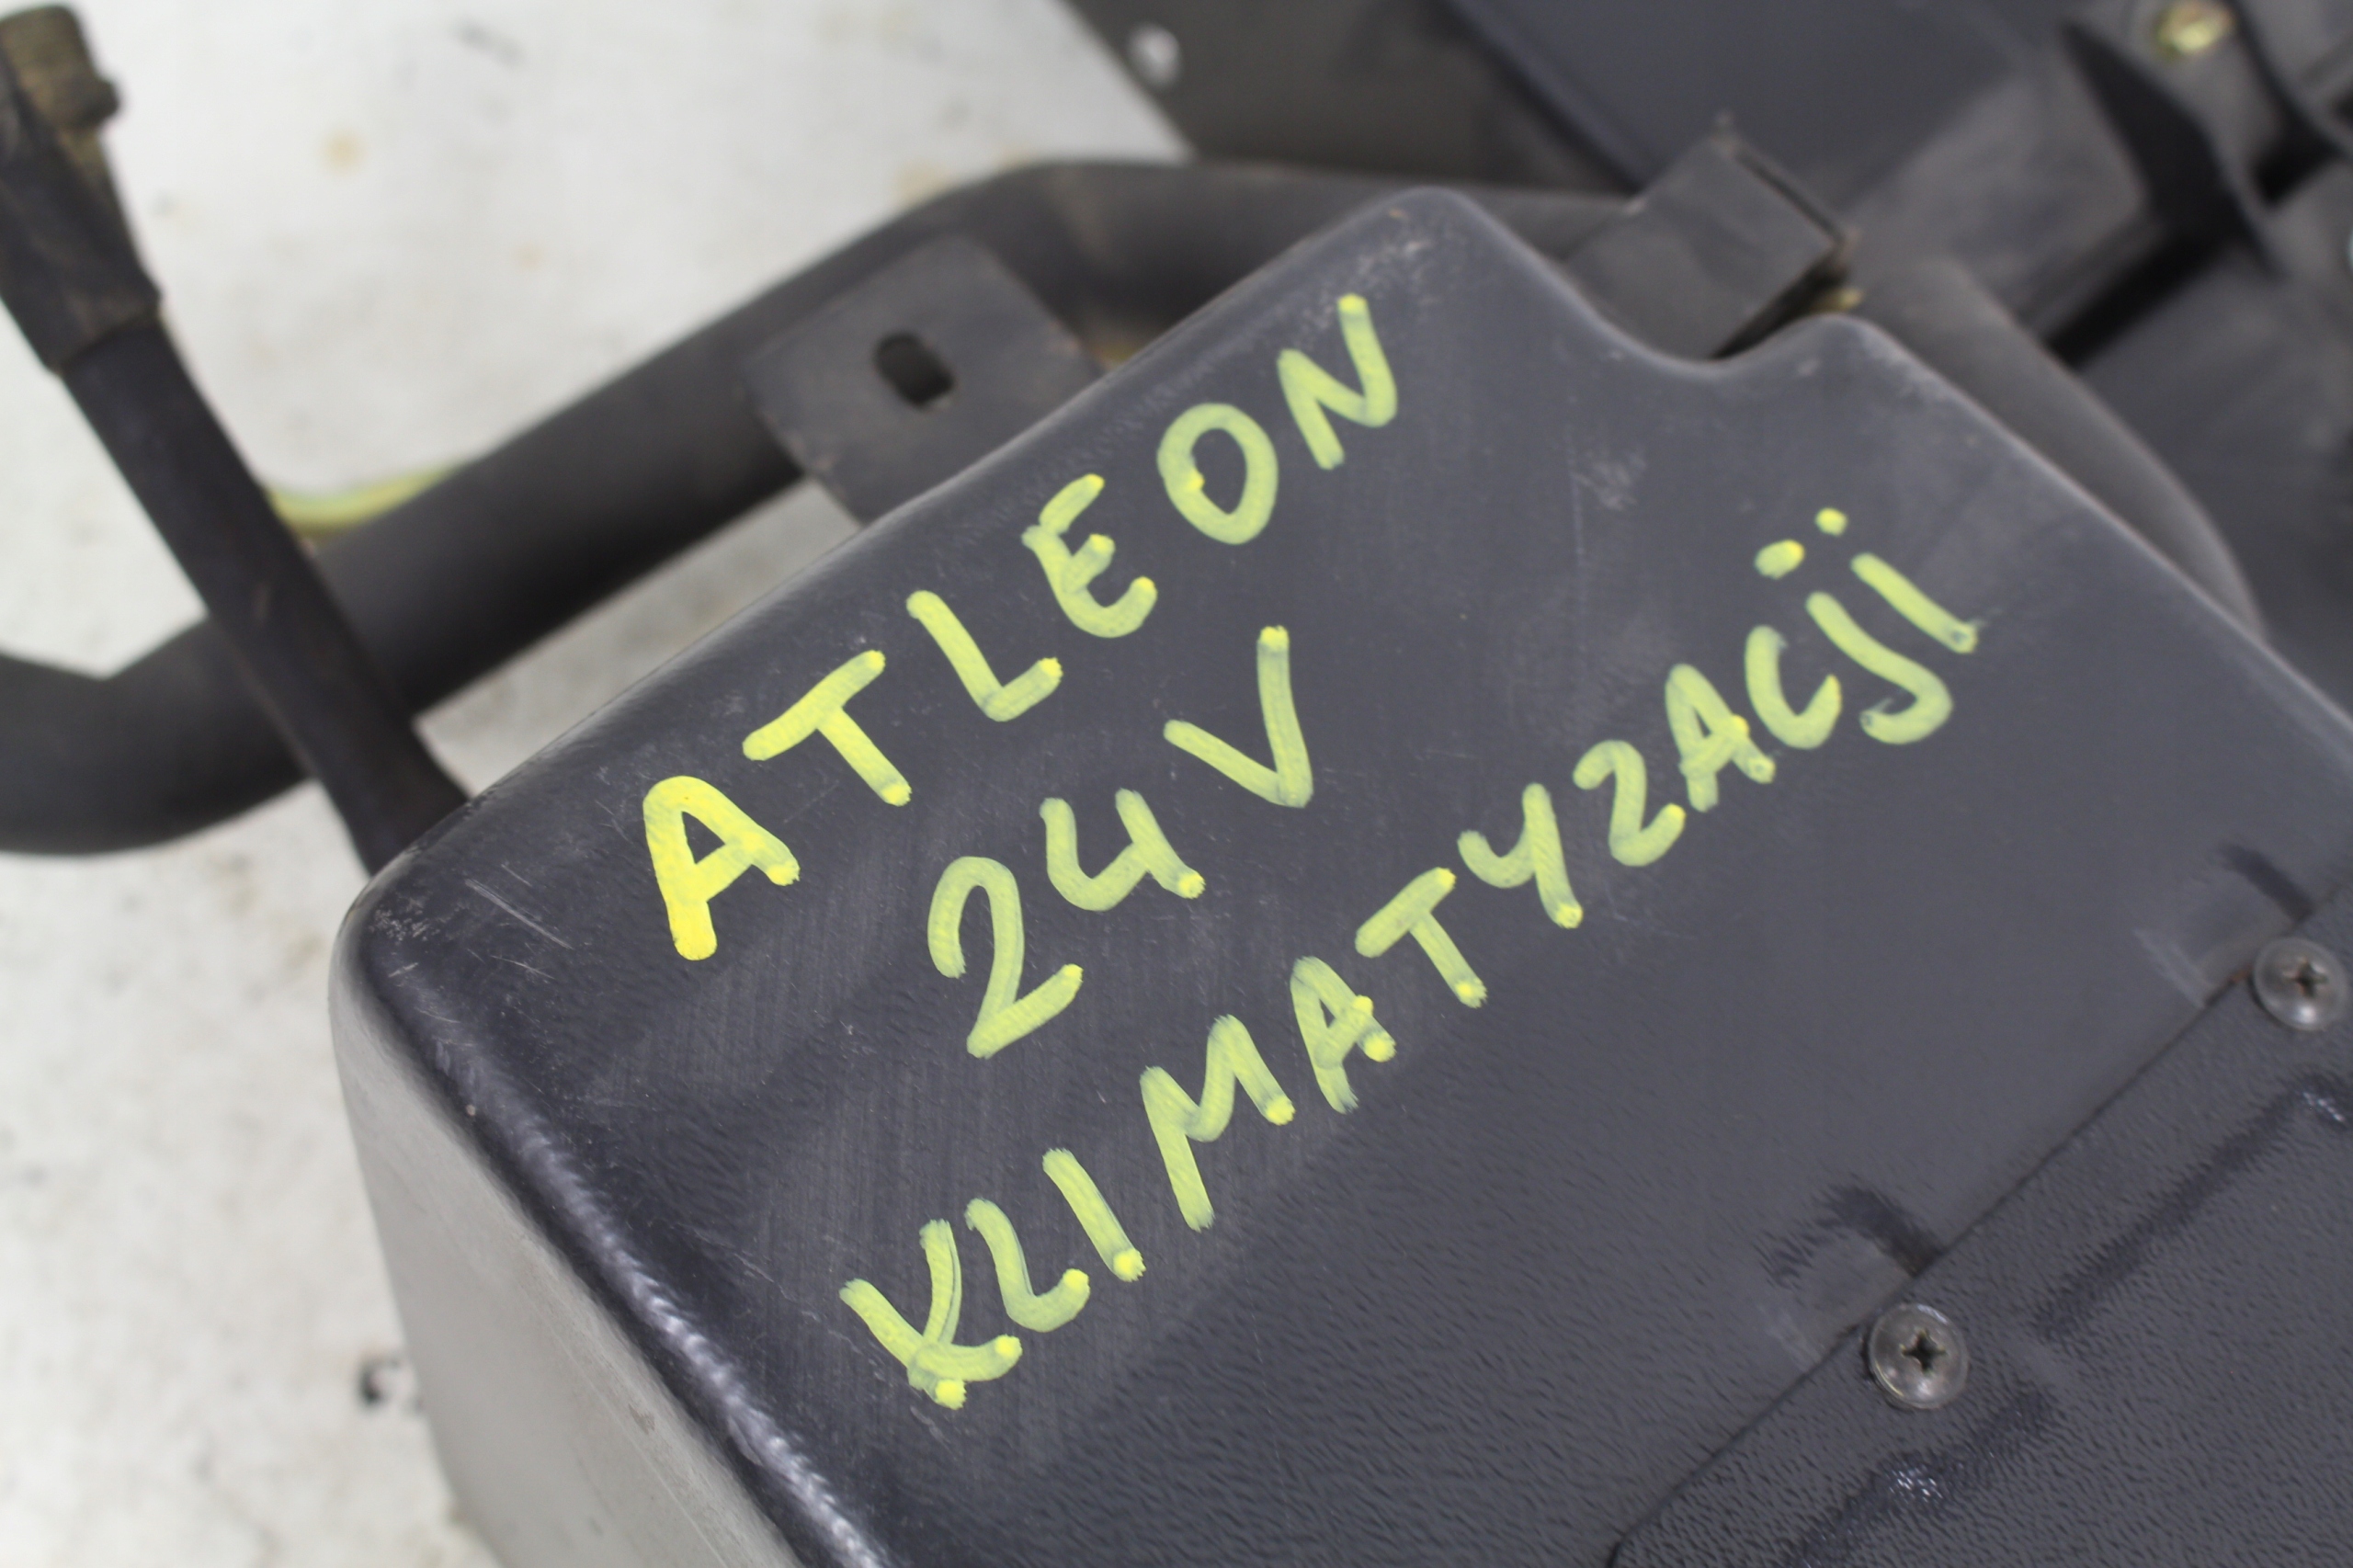 ATLEON
24V
KLIMATYZACJI